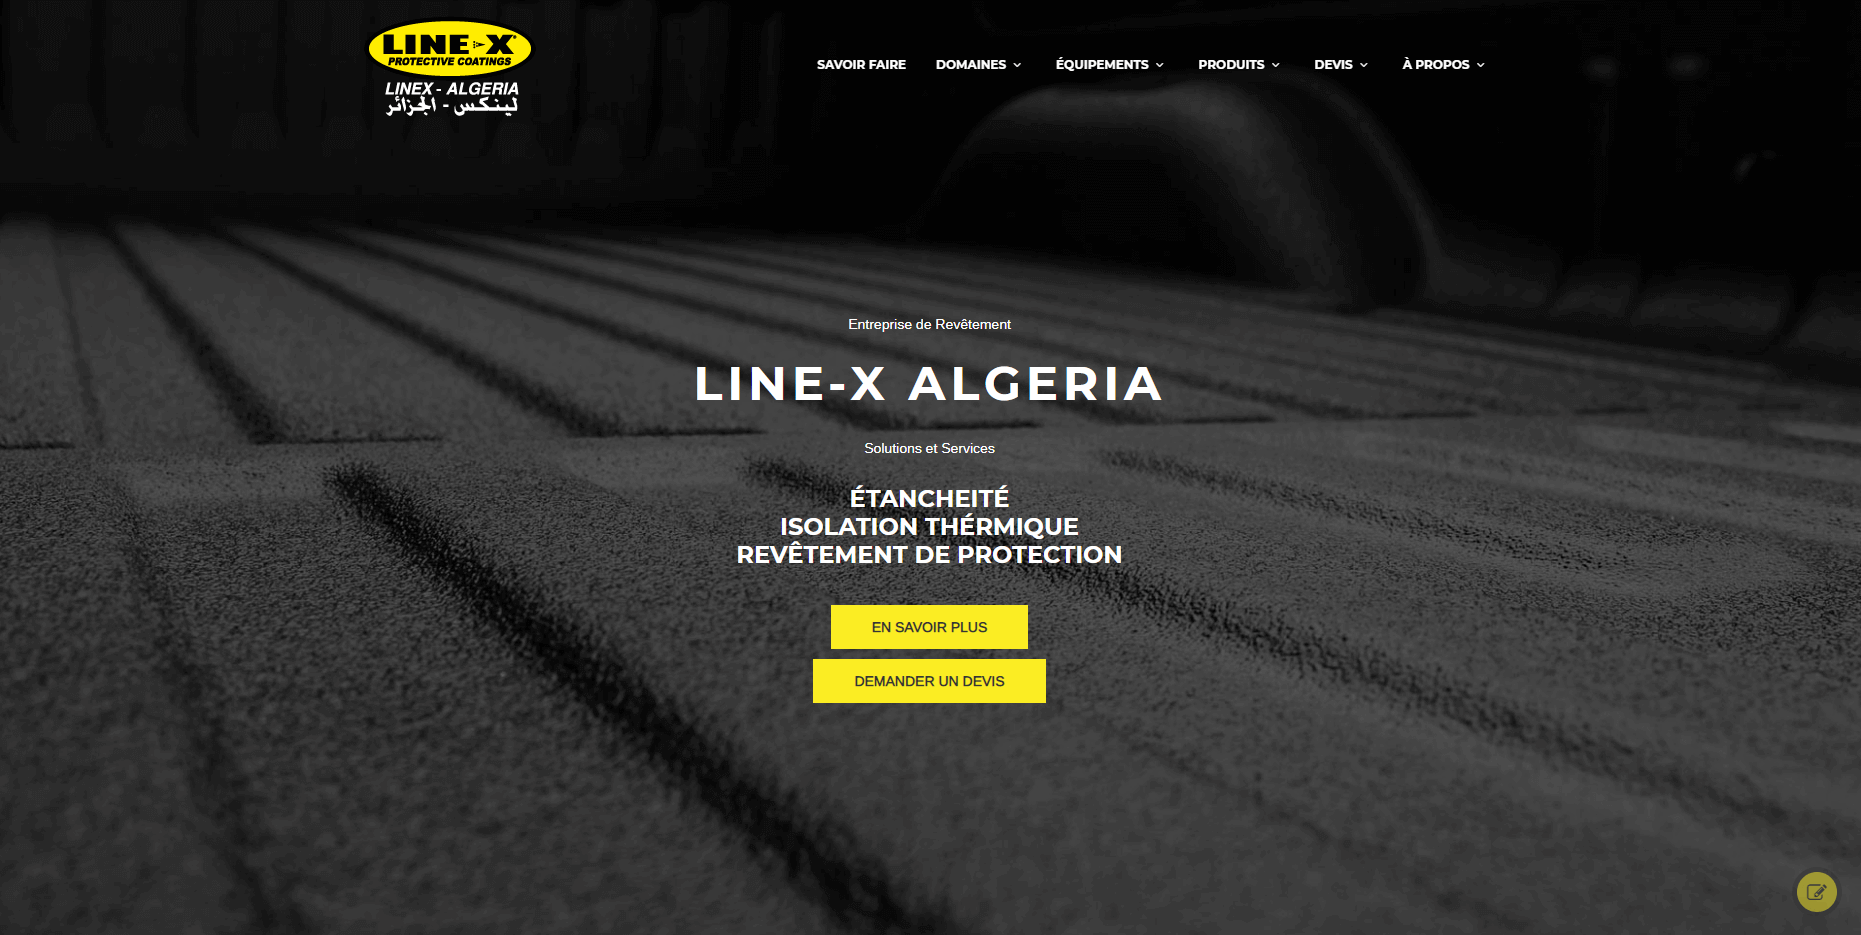 LINE-X
PROTECTIVE COATINGS
LINEX - ALGERIA
لينكس - الجزائر
SAVOIR FAIRE
DOMAINES
ÉQUIPEMENTS
PRODUITS
DEVIS
À PROPOS
Entreprise de Revêtement
LINE-X ALGERIA
Solutions et Services
ÉTANCHEITÉ
ISOLATION THÉRMIQUE
REVÊTEMENT DE PROTECTION
EN SAVOIR PLUS
DEMANDER UN DEVIS